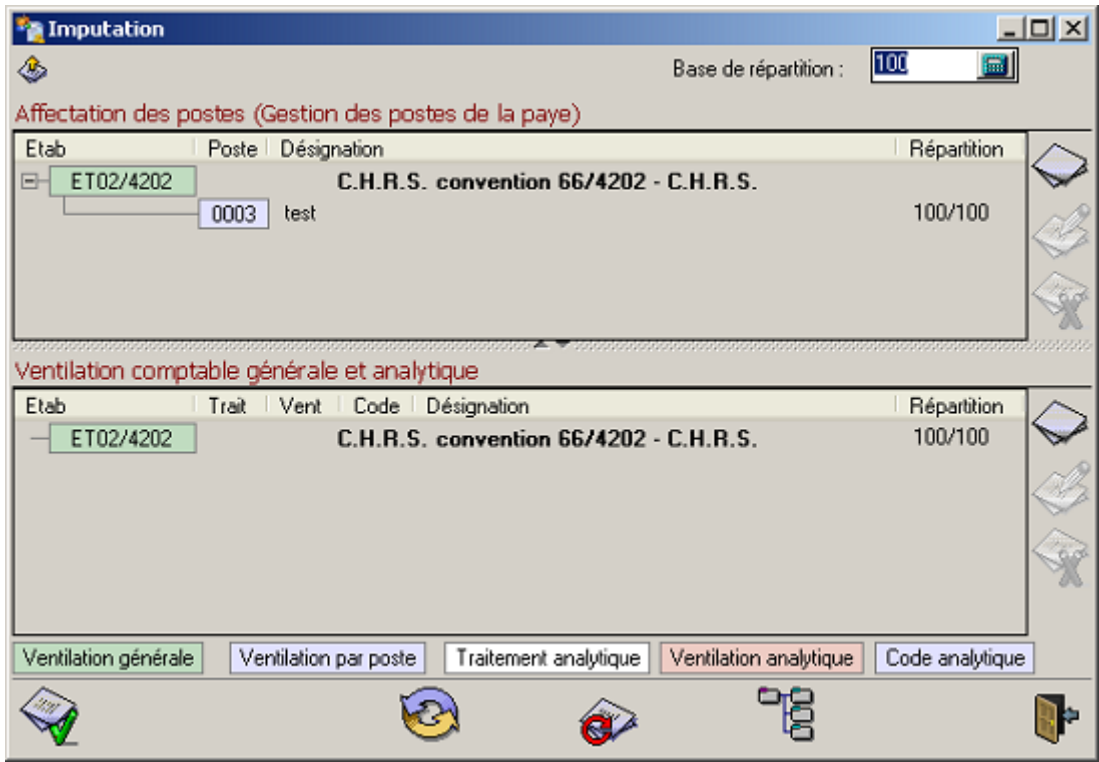 Imputation
Base de répartition : 100
Affectation des postes (Gestion des postes de la paye)
Etab Poste Désignation Répartition
ET02/4202 C.H.R.S. convention 66/4202 - C.H.R.S.
0003 test 100/100
Ventilation comptable générale et analytique
Etab Trait Vent Code Désignation Répartition
ET02/4202 C.H.R.S. convention 66/4202 - C.H.R.S. 100/100
Ventilation générale Ventilation par poste Traitement analytique Ventilation analytique Code analytique